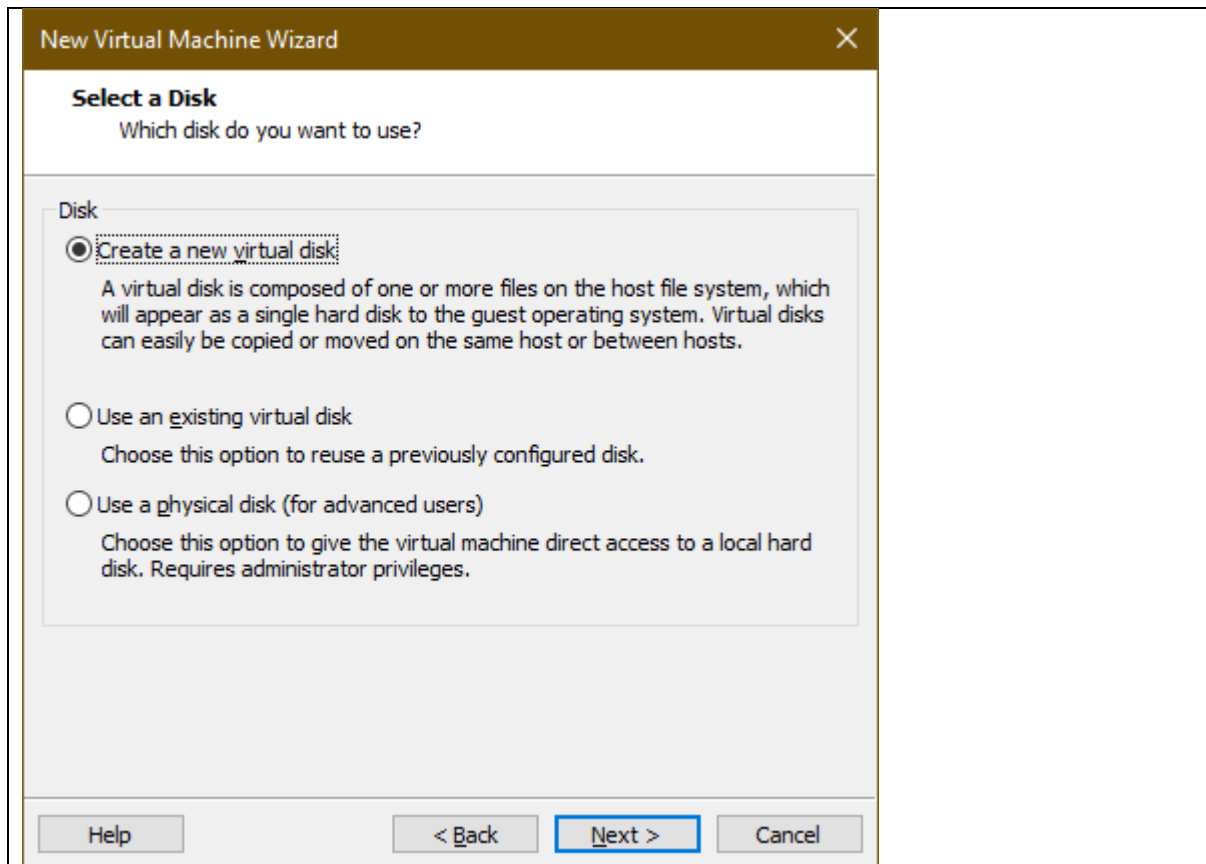 New Virtual Machine Wizard
Select a Disk
Which disk do you want to use?
Disk
Create a new virtual disk
A virtual disk is composed of one or more files on the host file system, which
will appear as a single hard disk to the guest operating system. Virtual disks
can easily be copied or moved on the same host or between hosts.
Use an existing virtual disk
Choose this option to reuse a previously configured disk.
Use a physical disk (for advanced users)
Choose this option to give the virtual machine direct access to a local hard
disk. Requires administrator privileges.
Help < Back Next > Cancel